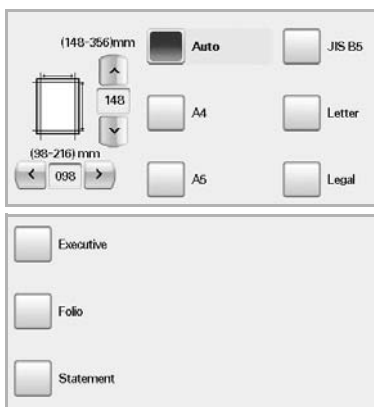 (148-356)mm
Auto
JIS B5
148
A4
Letter
(98-216) mm
098
A5
Legal
Executive
Folio
Statement